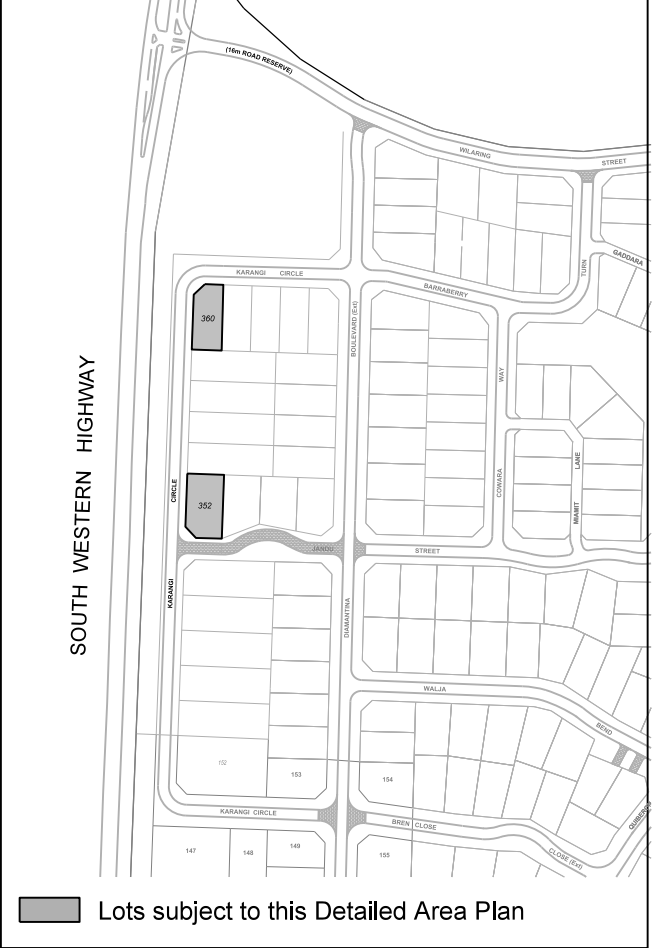 (16m ROAD RESERVE)
WILARING
STREET
GADDARA
TURN
KARANGI CIRCLE
BARRABERRY
BOULEVARD (Ext)
360
WAY
SOUTH WESTERN HIGHWAY
CIRCLE
LANE
COWARA
352
MIAMIT
JANDU
STREET
KARANGI
DIAMANTINA
WALJA
BEND
152
153
154
KARANGI CIRCLE
BREN CLOSE
147
148
149
155
CLOSE (Ext)
Lots subject to this Detailed Area Plan